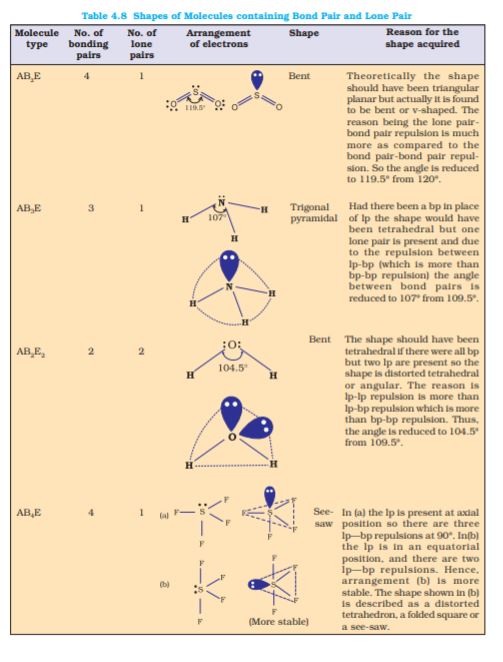 Table 4.8 Shapes of Molecules containing Bond Pair and Lone Pair
Molecule type
No. of bonding pairs
No. of lone pairs
Arrangement of electrons
Shape
Reason for the shape acquired
AB₂E
4
1
:O: S :O:
119.5°
S
O O
Bent
Theoretically the shape
should have been triangular
planar but actually it is found
to be bent or v-shaped. The
reason being the lone pair-
bond pair repulsion is much
more as compared to the
bond pair-bond pair repul-
sion. So the angle is reduced
to 119.5° from 120°.
AB₃E
3
1
N
H H
107°
H
N
H H
H
Trigonal
pyramidal
Had there been a bp in place
of lp the shape would have
been tetrahedral but one
lone pair is present and due
to the repulsion between
lp-bp (which is more than
bp-bp repulsion) the angle
between bond pairs is
reduced to 107° from 109.5°.
AB₂E₂
2
2
:O:
104.5°
H H
O
H H
Bent
The shape should have been
tetrahedral if there were all bp
but two lp are present so the
shape is distorted tetrahedral
or angular. The reason is
lp-lp repulsion is more than
lp-bp repulsion which is more
than bp-bp repulsion. Thus,
the angle is reduced to 104.5°
from 109.5°.
AB₄E
4
1
(a)
F S F
F
F
F S F
F
F
(b)
F
:S F
F
F
F
S F
F
F
(More stable)
See-
saw
In (a) the lp is present at axial
position so there are three
lp—bp repulsions at 90°. In(b)
the lp is in an equatorial
position, and there are two
lp—bp repulsions. Hence,
arrangement (b) is more
stable. The shape shown in (b)
is described as a distorted
tetrahedron, a folded square or
a see-saw.